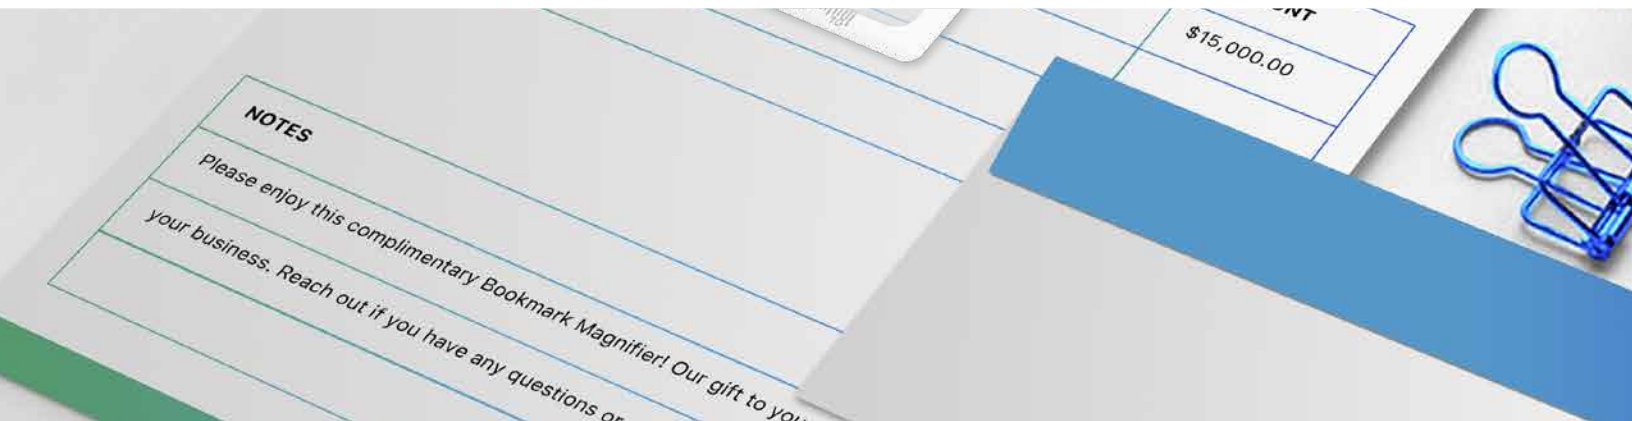 $15,000.00
NOTES
Please enjoy this complimentary Bookmark Magnifier! Our gift to you
your business. Reach out if you have any questions or